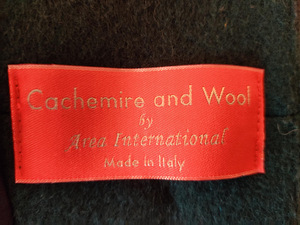 Cachemire and Wool
by
Area International
Made in Italy